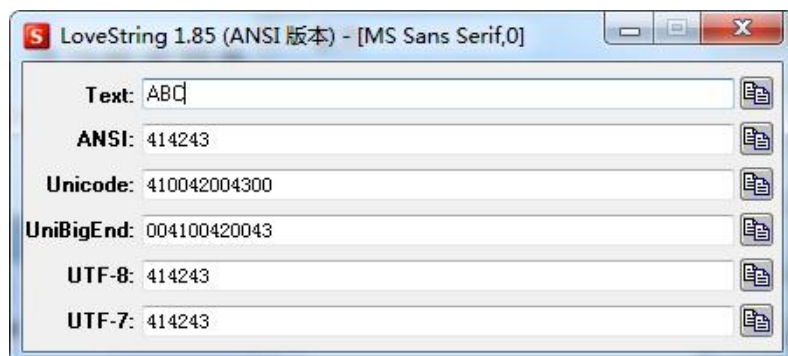 S LoveString 1.85 (ANSI 版本) - [MS Sans Serif,0]
Text: ABC
ANSI: 414243
Unicode: 410042004300
UniBigEnd: 004100420043
UTF-8: 414243
UTF-7: 414243